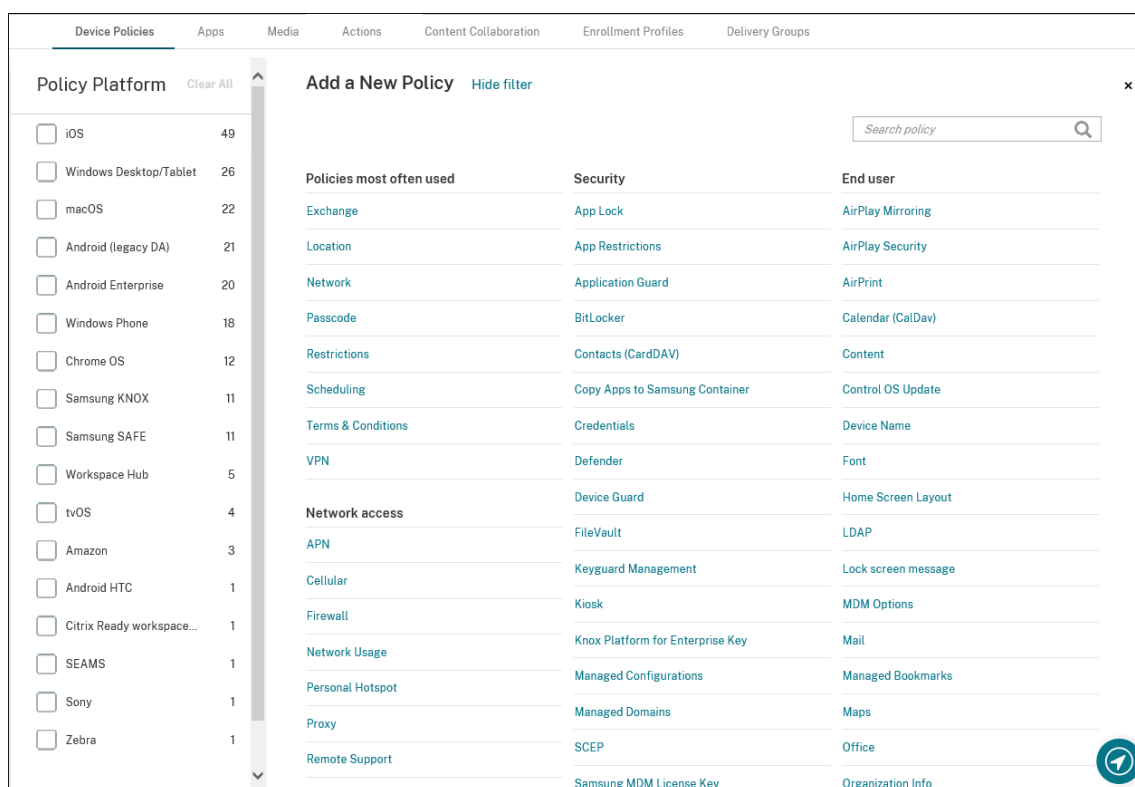 Device Policies Apps Media Actions Content Collaboration Enrollment Profiles Delivery Groups
Policy Platform Clear All
iOS 49
Windows Desktop/Tablet 26
macOS 22
Android (legacy DA) 21
Android Enterprise 20
Windows Phone 18
Chrome OS 12
Samsung KNOX 11
Samsung SAFE 11
Workspace Hub 5
tvOS 4
Amazon 3
Android HTC 1
Citrix Ready workspace... 1
SEAMS 1
Sony 1
Zebra 1
Add a New Policy Hide filter
Search policy
Policies most often used
Exchange
Location
Network
Passcode
Restrictions
Scheduling
Terms & Conditions
VPN
Network access
APN
Cellular
Firewall
Network Usage
Personal Hotspot
Proxy
Remote Support
Security
App Lock
App Restrictions
Application Guard
BitLocker
Contacts (CardDAV)
Copy Apps to Samsung Container
Credentials
Defender
Device Guard
FileVault
Keyguard Management
Kiosk
Knox Platform for Enterprise Key
Managed Configurations
Managed Domains
SCEP
Samsung MDM License Key
End user
AirPlay Mirroring
AirPlay Security
AirPrint
Calendar (CalDav)
Content
Control OS Update
Device Name
Font
Home Screen Layout
LDAP
Lock screen message
MDM Options
Mail
Managed Bookmarks
Maps
Office
Organization Info